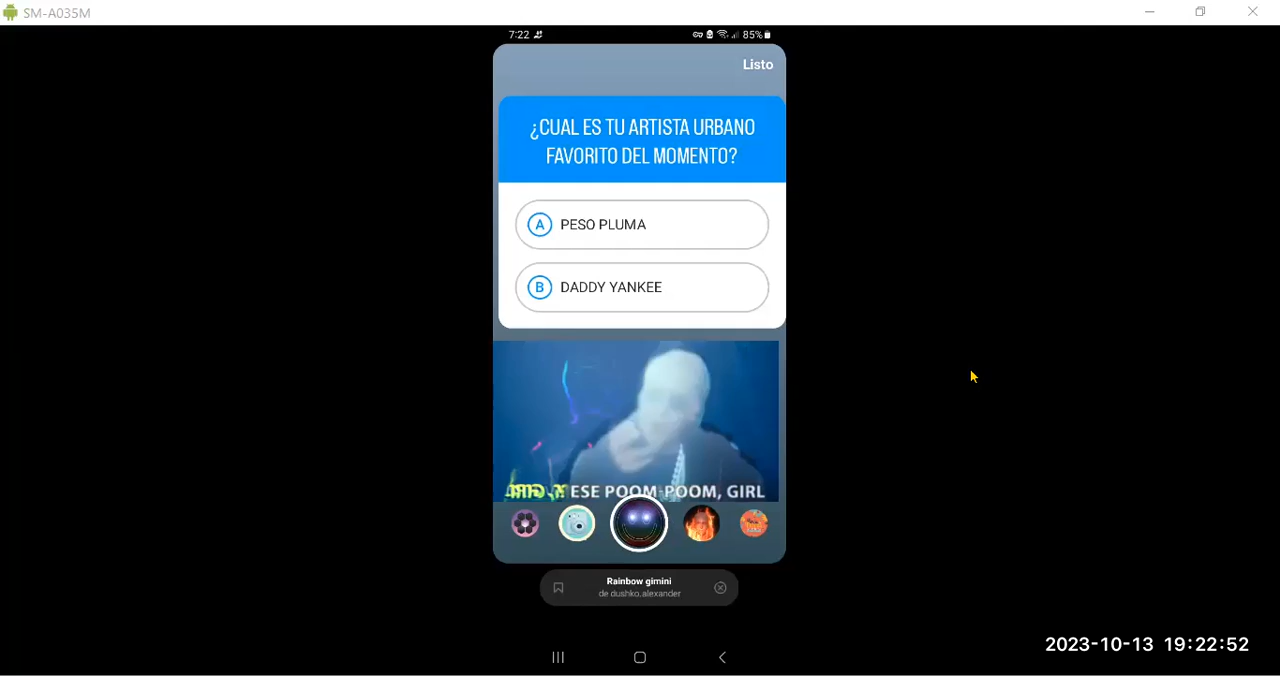 SM-A035M
7:22
85%
Listo
¿CUAL ES TU ARTISTA URBANO
FAVORITO DEL MOMENTO?
A PESO PLUMA
B DADDY YANKEE
ESE POOM-POOM, GIRL
Rainbow gimini
de dushko.alexander
2023-10-13 19:22:52